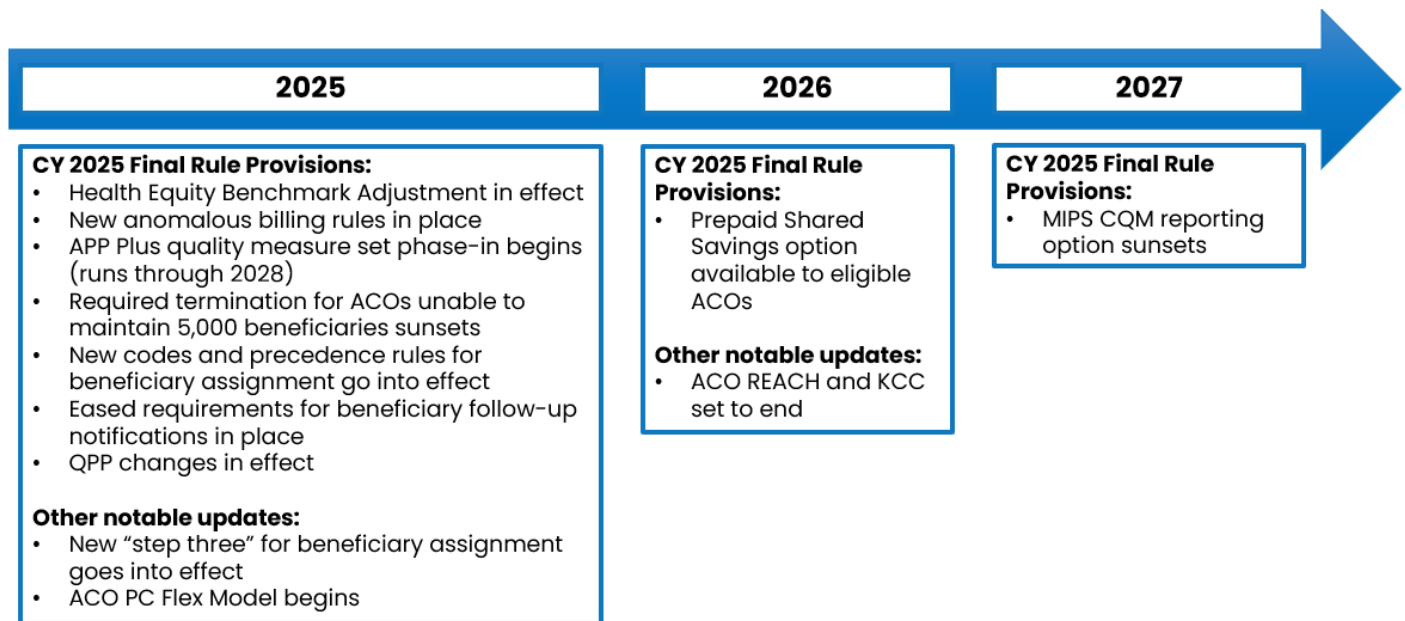 2025
CY 2025 Final Rule Provisions:
• Health Equity Benchmark Adjustment in effect
• New anomalous billing rules in place
• APP Plus quality measure set phase-in begins
(runs through 2028)
• Required termination for ACOs unable to
maintain 5,000 beneficiaries sunsets
• New codes and precedence rules for
beneficiary assignment go into effect
• Eased requirements for beneficiary follow-up
notifications in place
• QPP changes in effect
Other notable updates:
• New “step three” for beneficiary assignment
goes into effect
• ACO PC Flex Model begins
2026
CY 2025 Final Rule
Provisions:
• Prepaid Shared
Savings option
available to eligible
ACOs
Other notable updates:
• ACO REACH and KCC
set to end
2027
CY 2025 Final Rule
Provisions:
• MIPS CQM reporting
option sunsets